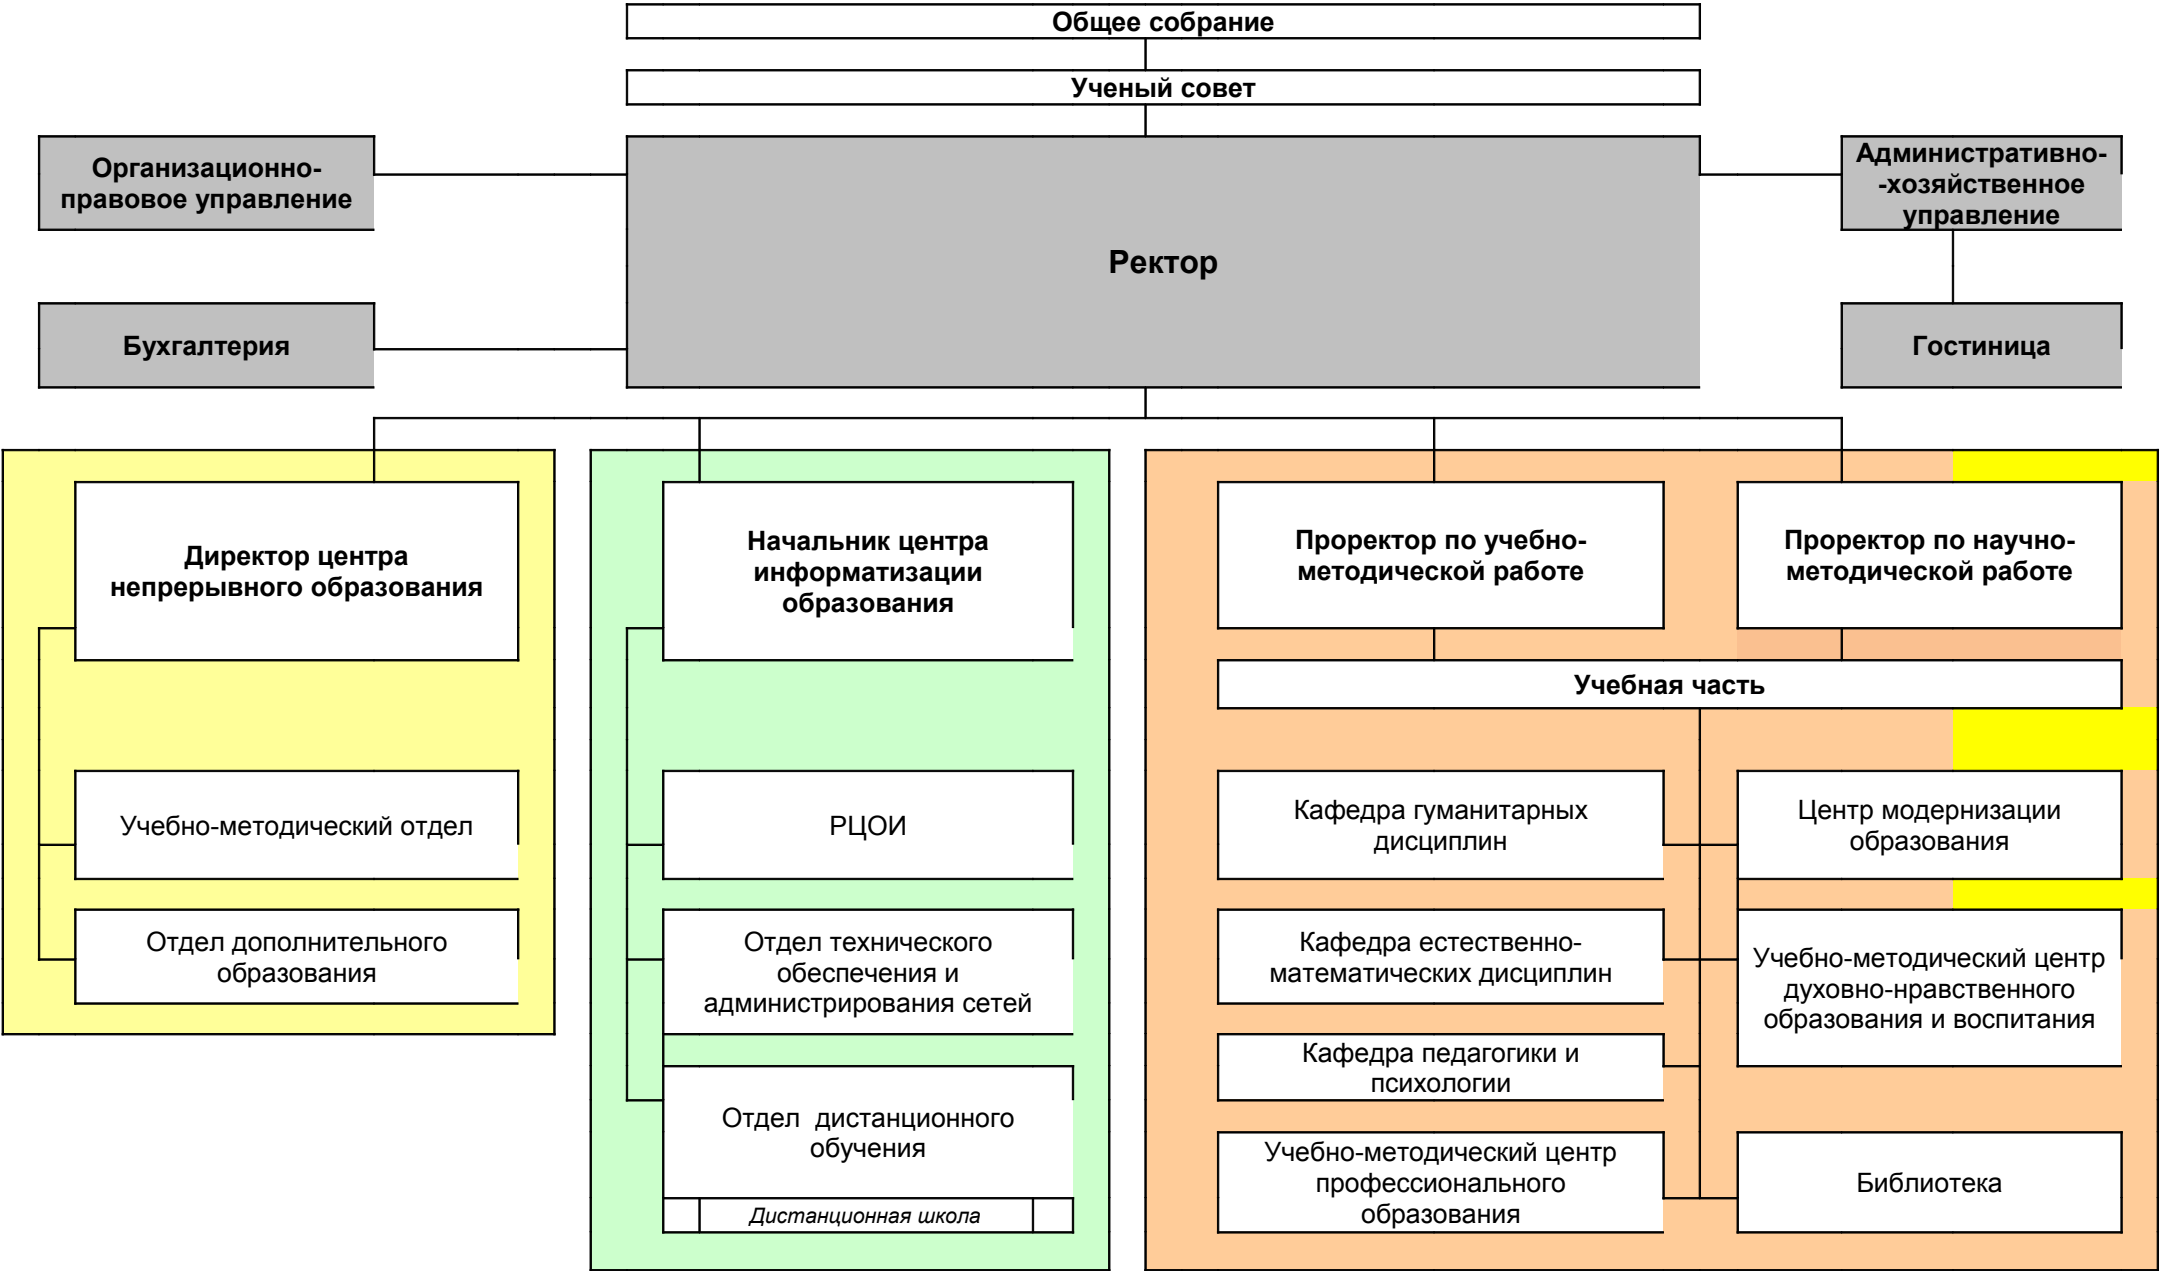 Общее собрание
Ученый совет
Организационно-
правовое управление
Административно-
-хозяйственное
управление
Ректор
Бухгалтерия
Гостиница
Директор центра
непрерывного образования
Начальник центра
информатизации
образования
Проректор по учебно-
методической работе
Проректор по научно-
методической работе
Учебная часть
Учебно-методический отдел
РЦОИ
Кафедра гуманитарных
дисциплин
Центр модернизации
образования
Отдел дополнительного
образования
Отдел технического
обеспечения и
администрирования сетей
Кафедра естественно-
математических дисциплин
Учебно-методический центр
духовно-нравственного
образования и воспитания
Кафедра педагогики и
психологии
Отдел дистанционного
обучения
Учебно-методический центр
профессионального
образования
Библиотека
Дистанционная школа